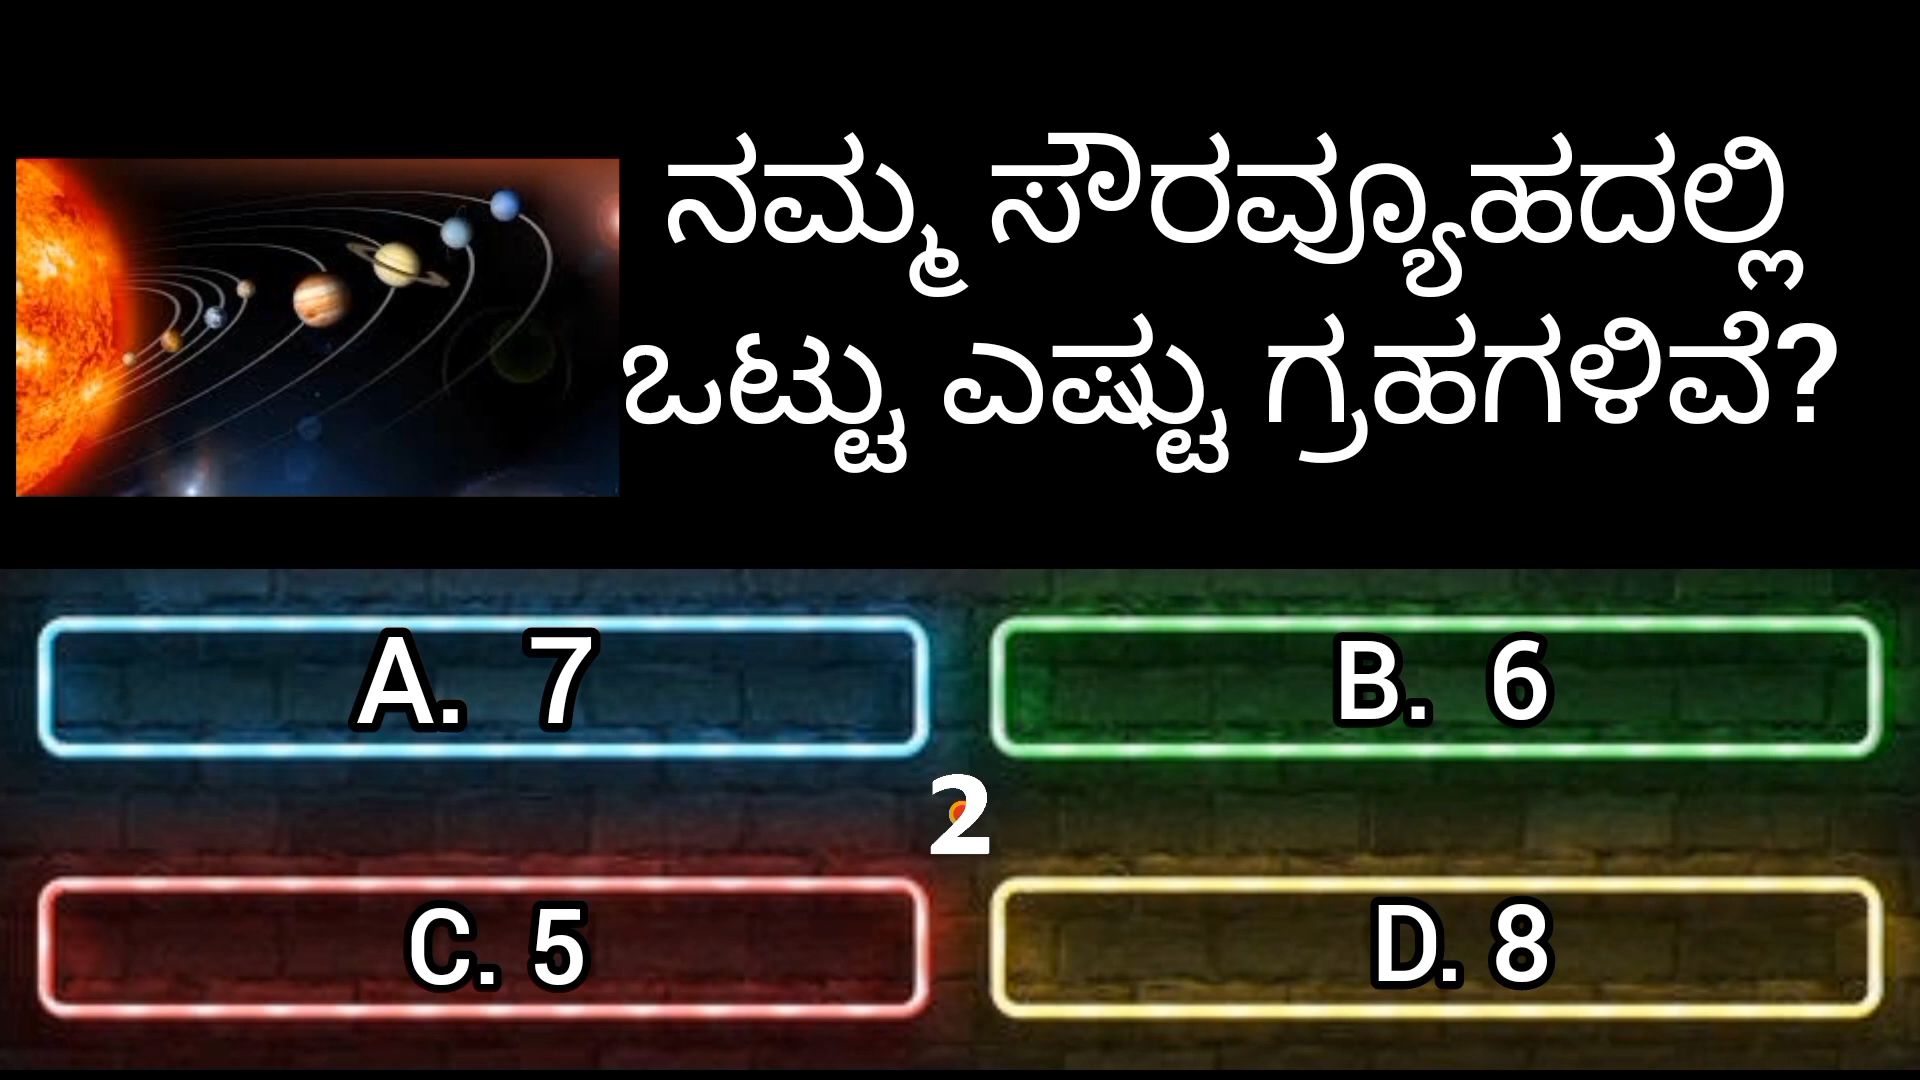 ನಮ್ಮ ಸೌರವ್ಯೂಹದಲ್ಲಿ
ಒಟ್ಟು ಎಷ್ಟು ಗ್ರಹಗಳಿವೆ?
A. 7
B. 6
2
C. 5
D. 8